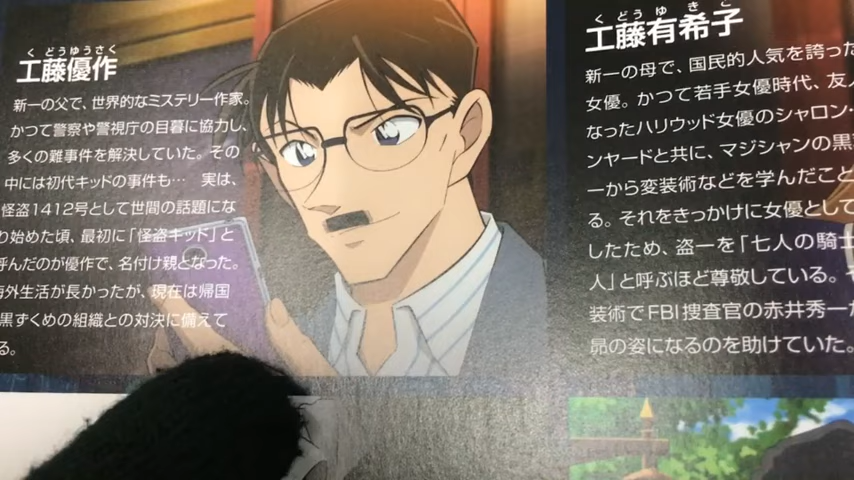 くどうゆうさく
工藤優作
新一の父で、世界的なミステリー作家。
かつて警察や警視庁の目暮に協力し、
多くの難事件を解決していた。その
中には初代キッドの事件も… 実は、
怪盗1412号として世間の話題にな
り始めた頃、最初に「怪盗キッド」と
呼んだのが優作で、名付け親となった。
海外生活が長かったが、現在は帰国
黒ずくめの組織との対決に備えて
る。
くどうゆきこ
工藤有希子
新一の母で、国民的人気を誇った
女優。かつて若手女優時代、友人
なったハリウッド女優のシャロン・
ンヤードと共に、マジシャンの黒
一から変装術などを学んだこと
る。それをきっかけに女優として
したため、盗一を「七人の騎士
人」と呼ぶほど尊敬している。
装術でFBI捜査官の赤井秀一が
昴の姿になるのを助けていた。